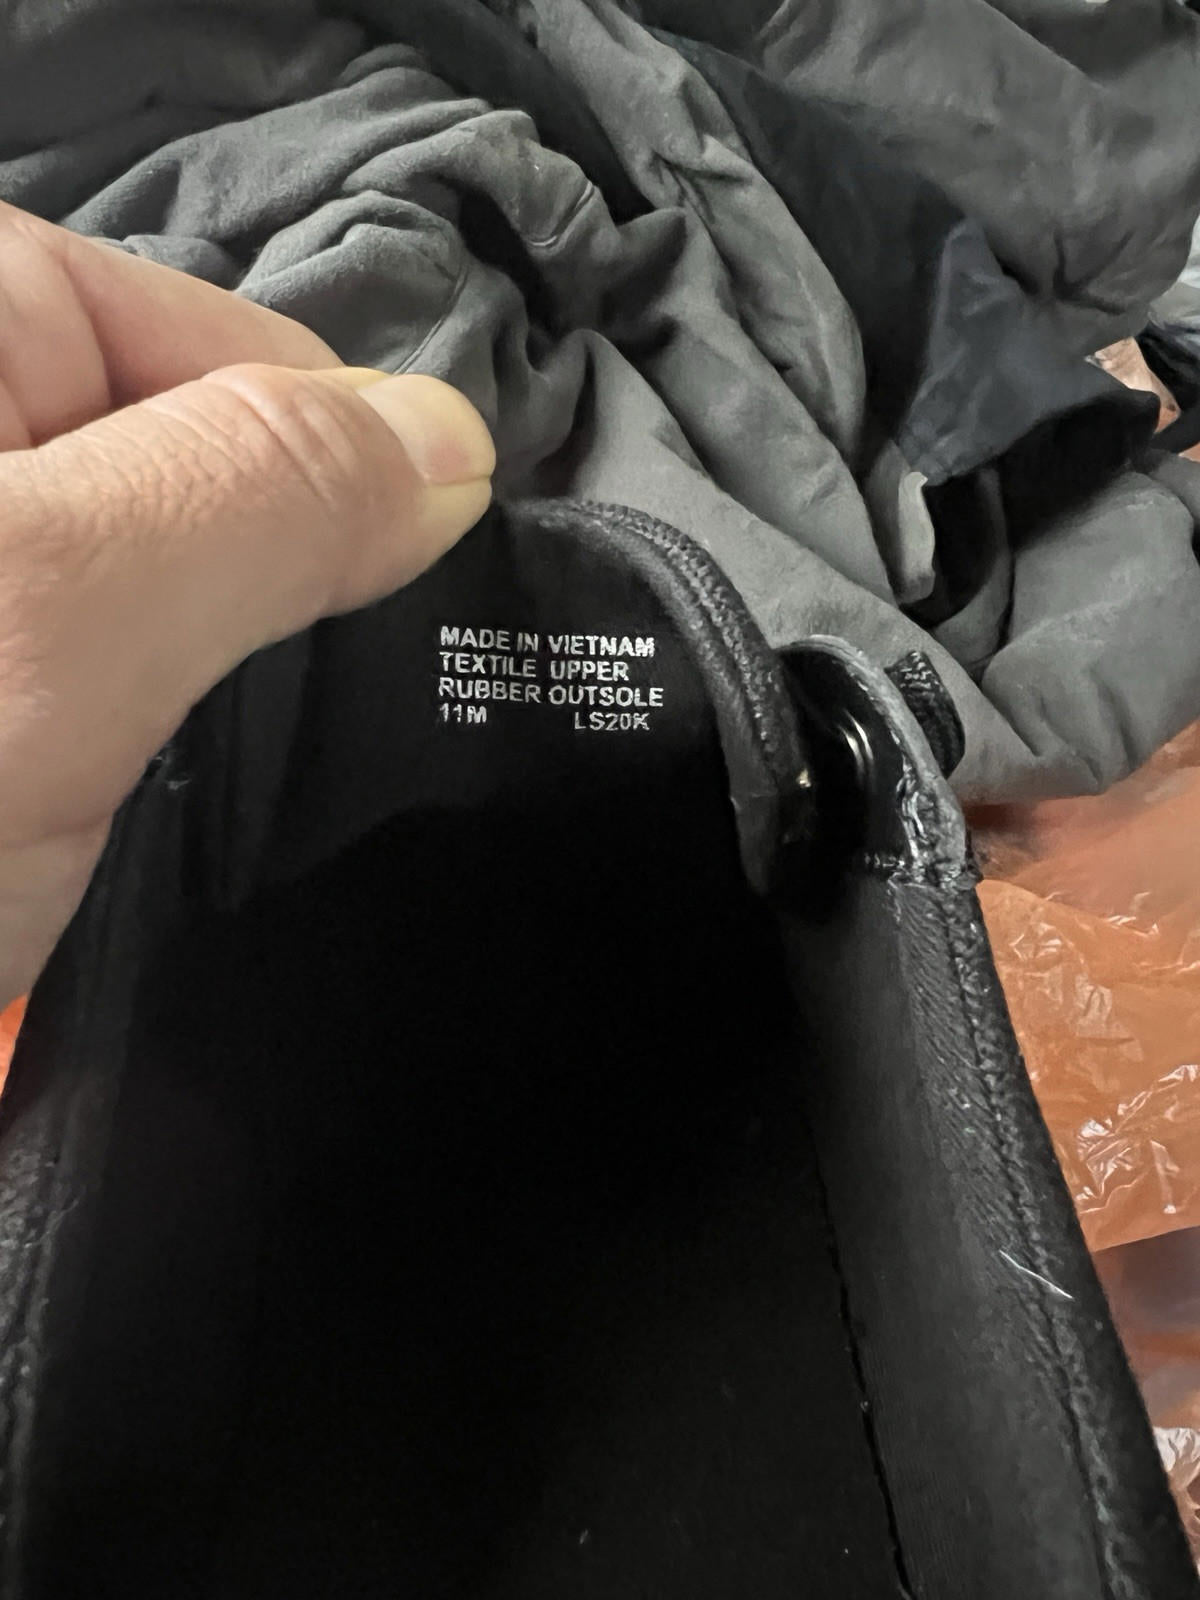 MADE IN VIETNAM
TEXTILE UPPER
RUBBER OUTSOLE
11M LS20K